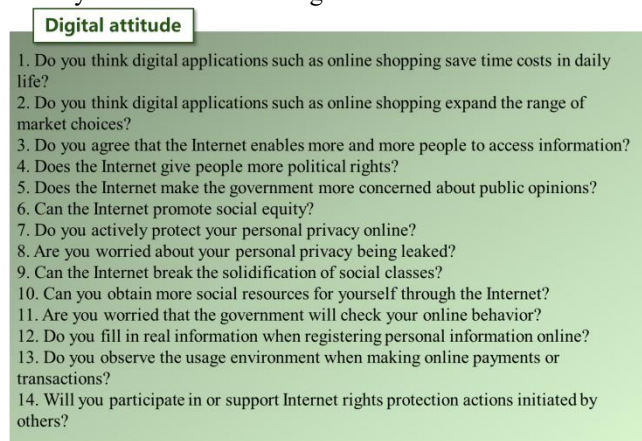 Digital attitude
1. Do you think digital applications such as online shopping save time costs in daily
life?
2. Do you think digital applications such as online shopping expand the range of
market choices?
3. Do you agree that the Internet enables more and more people to access information?
4. Does the Internet give people more political rights?
5. Does the Internet make the government more concerned about public opinions?
6. Can the Internet promote social equity?
7. Do you actively protect your personal privacy online?
8. Are you worried about your personal privacy being leaked?
9. Can the Internet break the solidification of social classes?
10. Can you obtain more social resources for yourself through the Internet?
11. Are you worried that the government will check your online behavior?
12. Do you fill in real information when registering personal information online?
13. Do you observe the usage environment when making online payments or
transactions?
14. Will you participate in or support Internet rights protection actions initiated by
others?